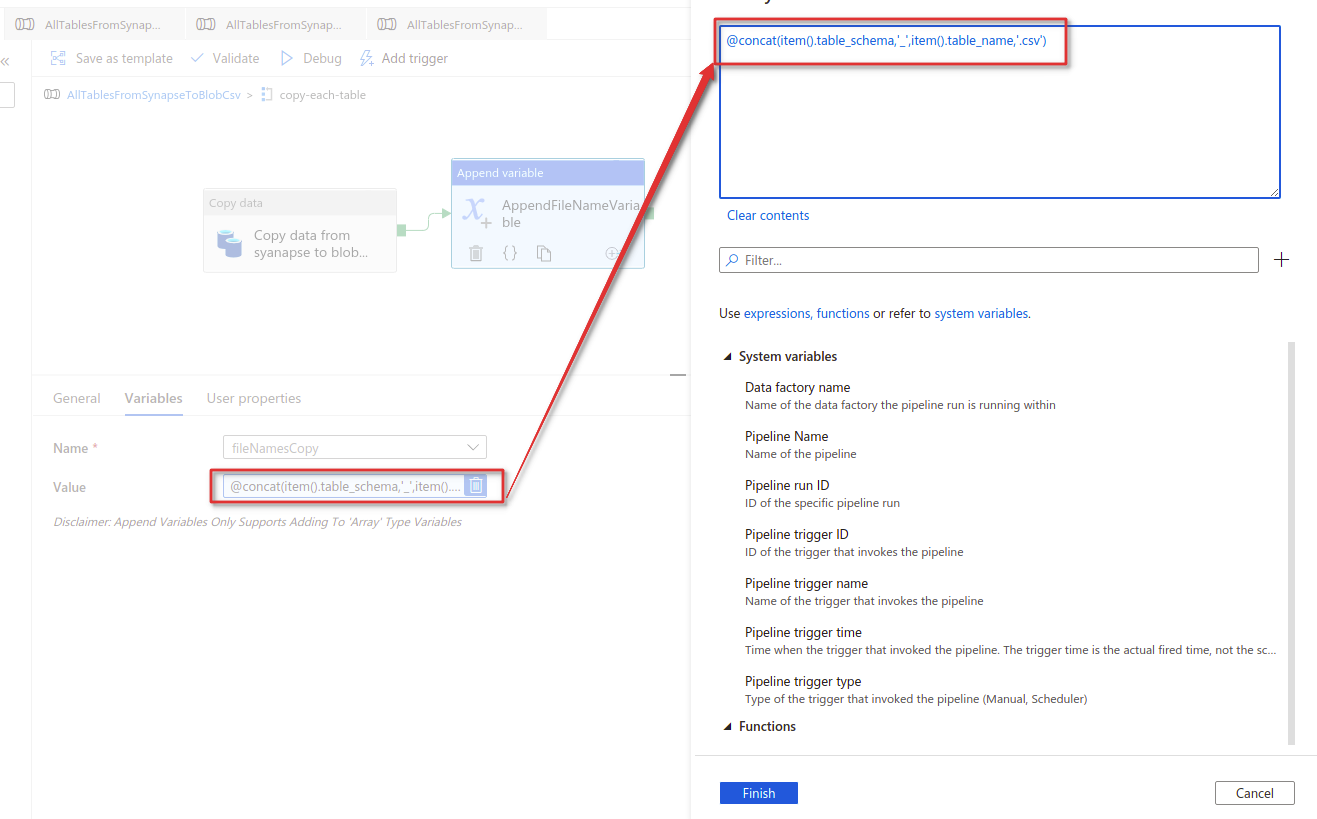 AllTablesFromSynap...
AllTablesFromSynap...
AllTablesFromSynap...
Save as template
Validate
Debug
Add trigger
AllTablesFromSynapseToBlobCsv > copy-each-table
Copy data
Copy data from
syanapse to blob...
Append variable
AppendFileNameVaria
ble
General
Variables
User properties
Name *
fileNamesCopy
Value
@concat(item().table_schema,'_',item()....
Disclaimer: Append Variables Only Supports Adding To 'Array' Type Variables
@concat(item().table_schema,'_',item().table_name,'.csv')
Clear contents
Filter...
Use expressions, functions or refer to system variables.
System variables
Data factory name
Name of the data factory the pipeline run is running within
Pipeline Name
Name of the pipeline
Pipeline run ID
ID of the specific pipeline run
Pipeline trigger ID
ID of the trigger that invokes the pipeline
Pipeline trigger name
Name of the trigger that invokes the pipeline
Pipeline trigger time
Time when the trigger that invoked the pipeline. The trigger time is the actual fired time, not the sc...
Pipeline trigger type
Type of the trigger that invoked the pipeline (Manual, Scheduler)
Functions
Finish
Cancel